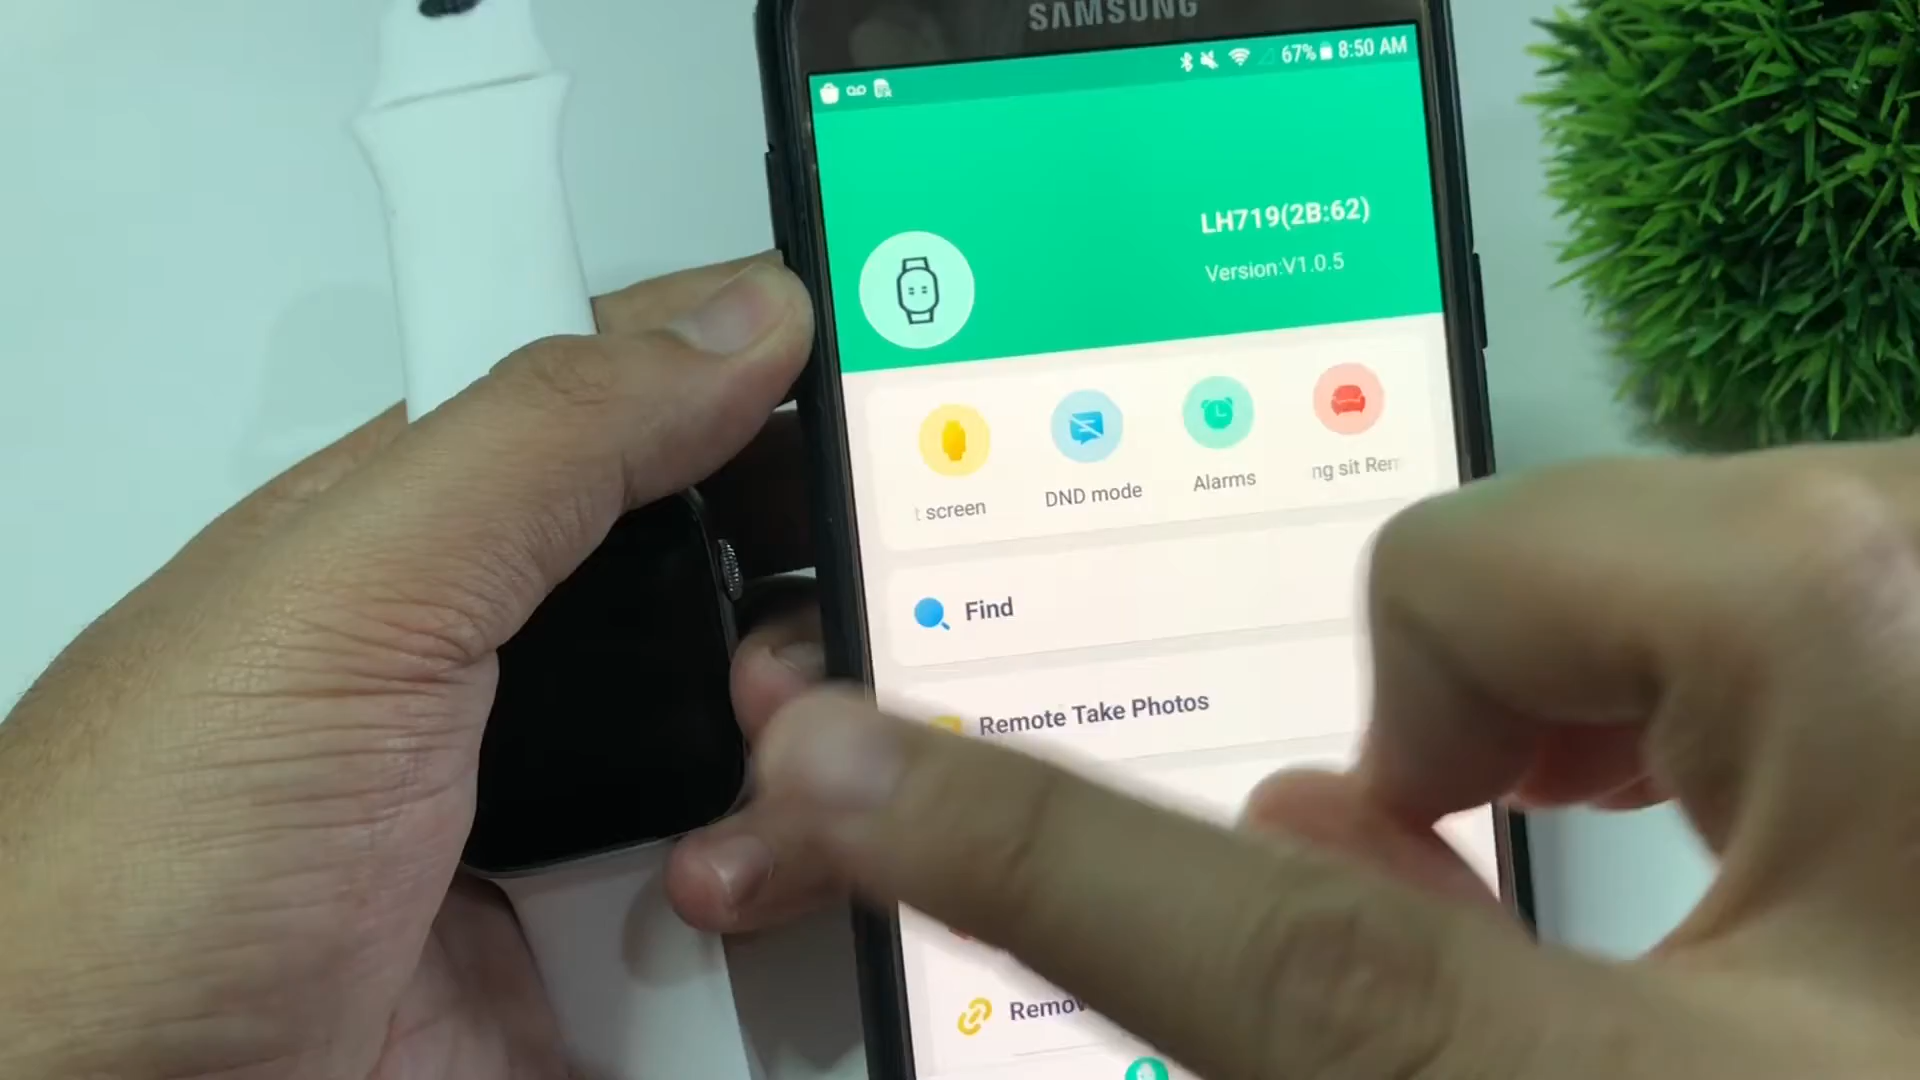 SAMSUNG
67% 8:50 AM
LH719(2B:62)
Version:V1.0.5
t screen
DND mode
Alarms
ng sit Rem
Find
Remote Take Photos
Remov